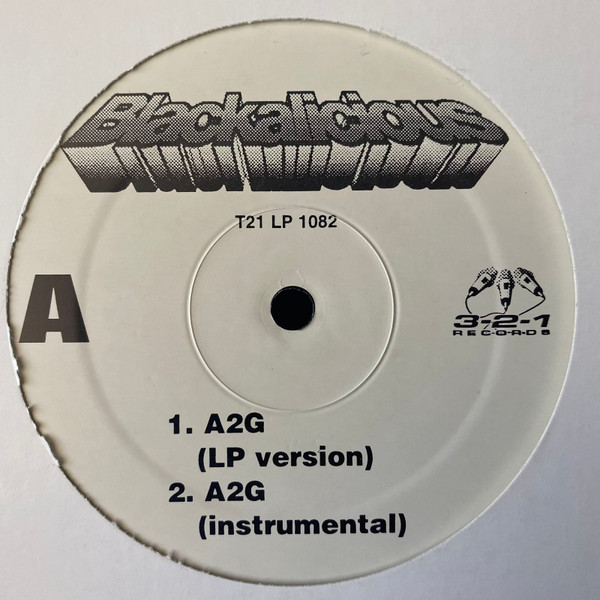 Blackalicious
T21 LP 1082
A
3-2-1
RECORDS
1. A2G
(LP version)
2. A2G
(instrumental)